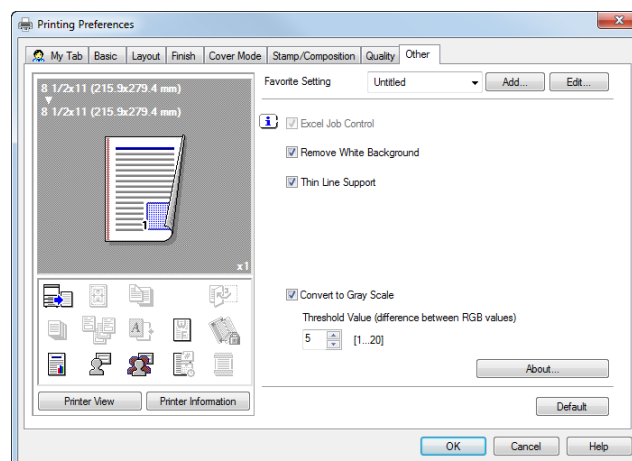 Printing Preferences
My Tab Basic Layout Finish Cover Mode Stamp/Composition Quality Other
8 1/2x11 (215.9x279.4 mm)
8 1/2x11 (215.9x279.4 mm)
1
x1
Printer View Printer Information
Favorite Setting Untitled Add... Edit...
Excel Job Control
Remove White Background
Thin Line Support
Convert to Gray Scale
Threshold Value (difference between RGB values)
5 [1...20]
About...
Default
OK Cancel Help